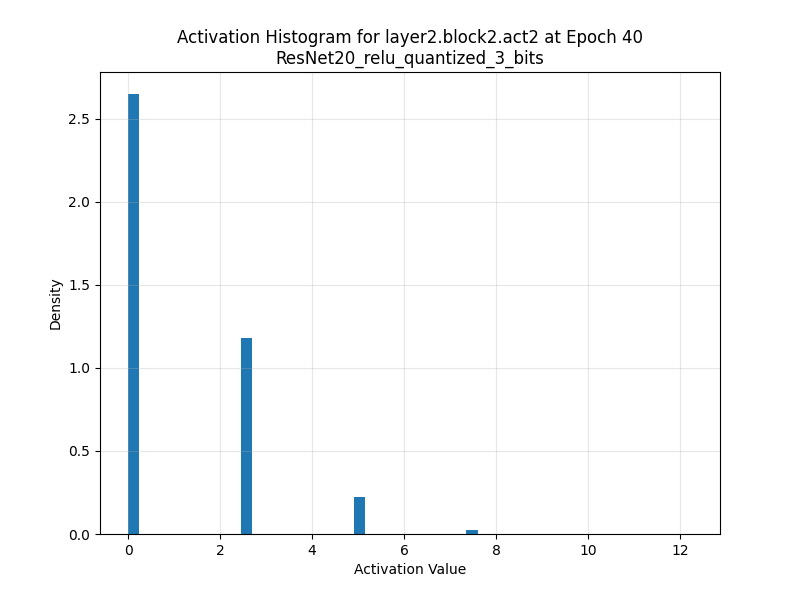 Activation Histogram for layer2.block2.act2 at Epoch 40
ResNet20_relu_quantized_3_bits
2.5
2.0
1.5
1.0
0.5
0.0
Density
0 2 4 6 8 10 12
Activation Value